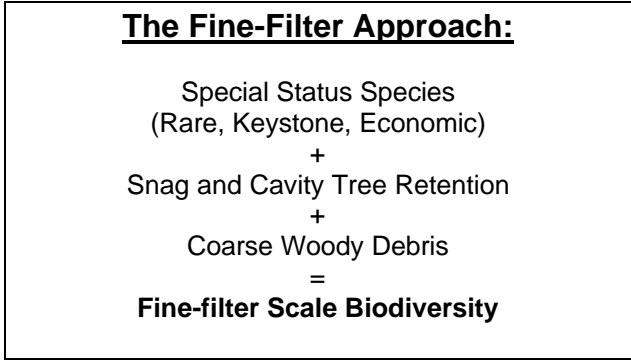 The Fine-Filter Approach:
Special Status Species
(Rare, Keystone, Economic)
+
Snag and Cavity Tree Retention
+
Coarse Woody Debris
=
Fine-filter Scale Biodiversity